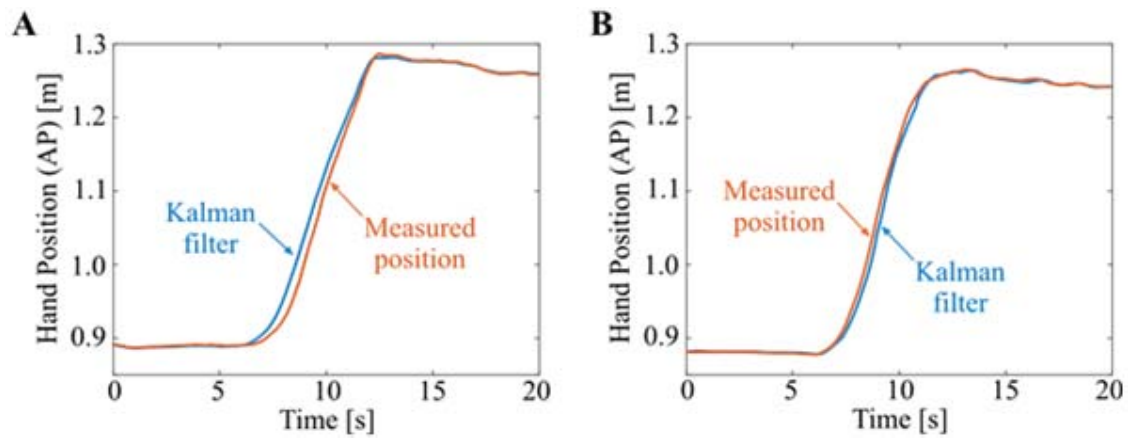 A
Hand Position (AP) [m]
1.3
1.2
1.1
1.0
0.9
Kalman
filter
Measured
position
0
5
10
15
20
Time [s]
B
Hand Position (AP) [m]
1.3
1.2
1.1
1.0
0.9
Measured
position
Kalman
filter
0
5
10
15
20
Time [s]